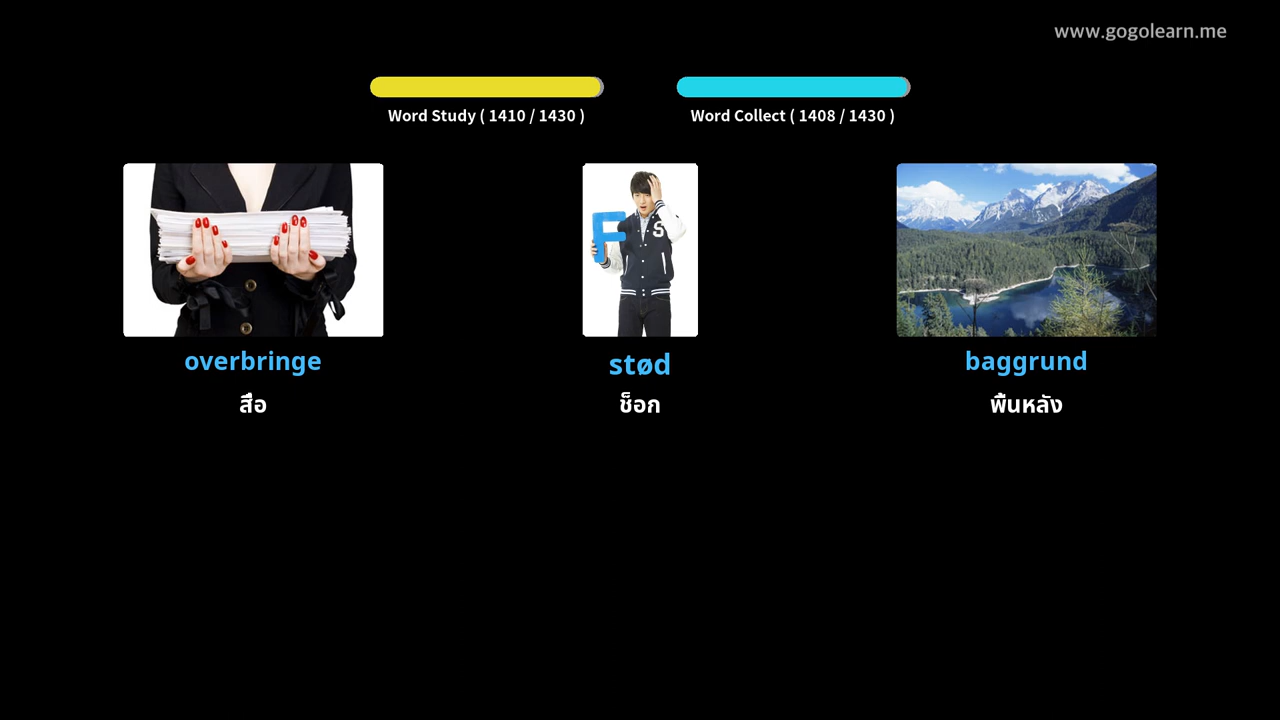 www.gogolearn.me
Word Study ( 1410 / 1430 )
Word Collect ( 1408 / 1430 )
F
S
overbringe
stød
baggrund
สื่อ
ช็อก
พื้นหลัง